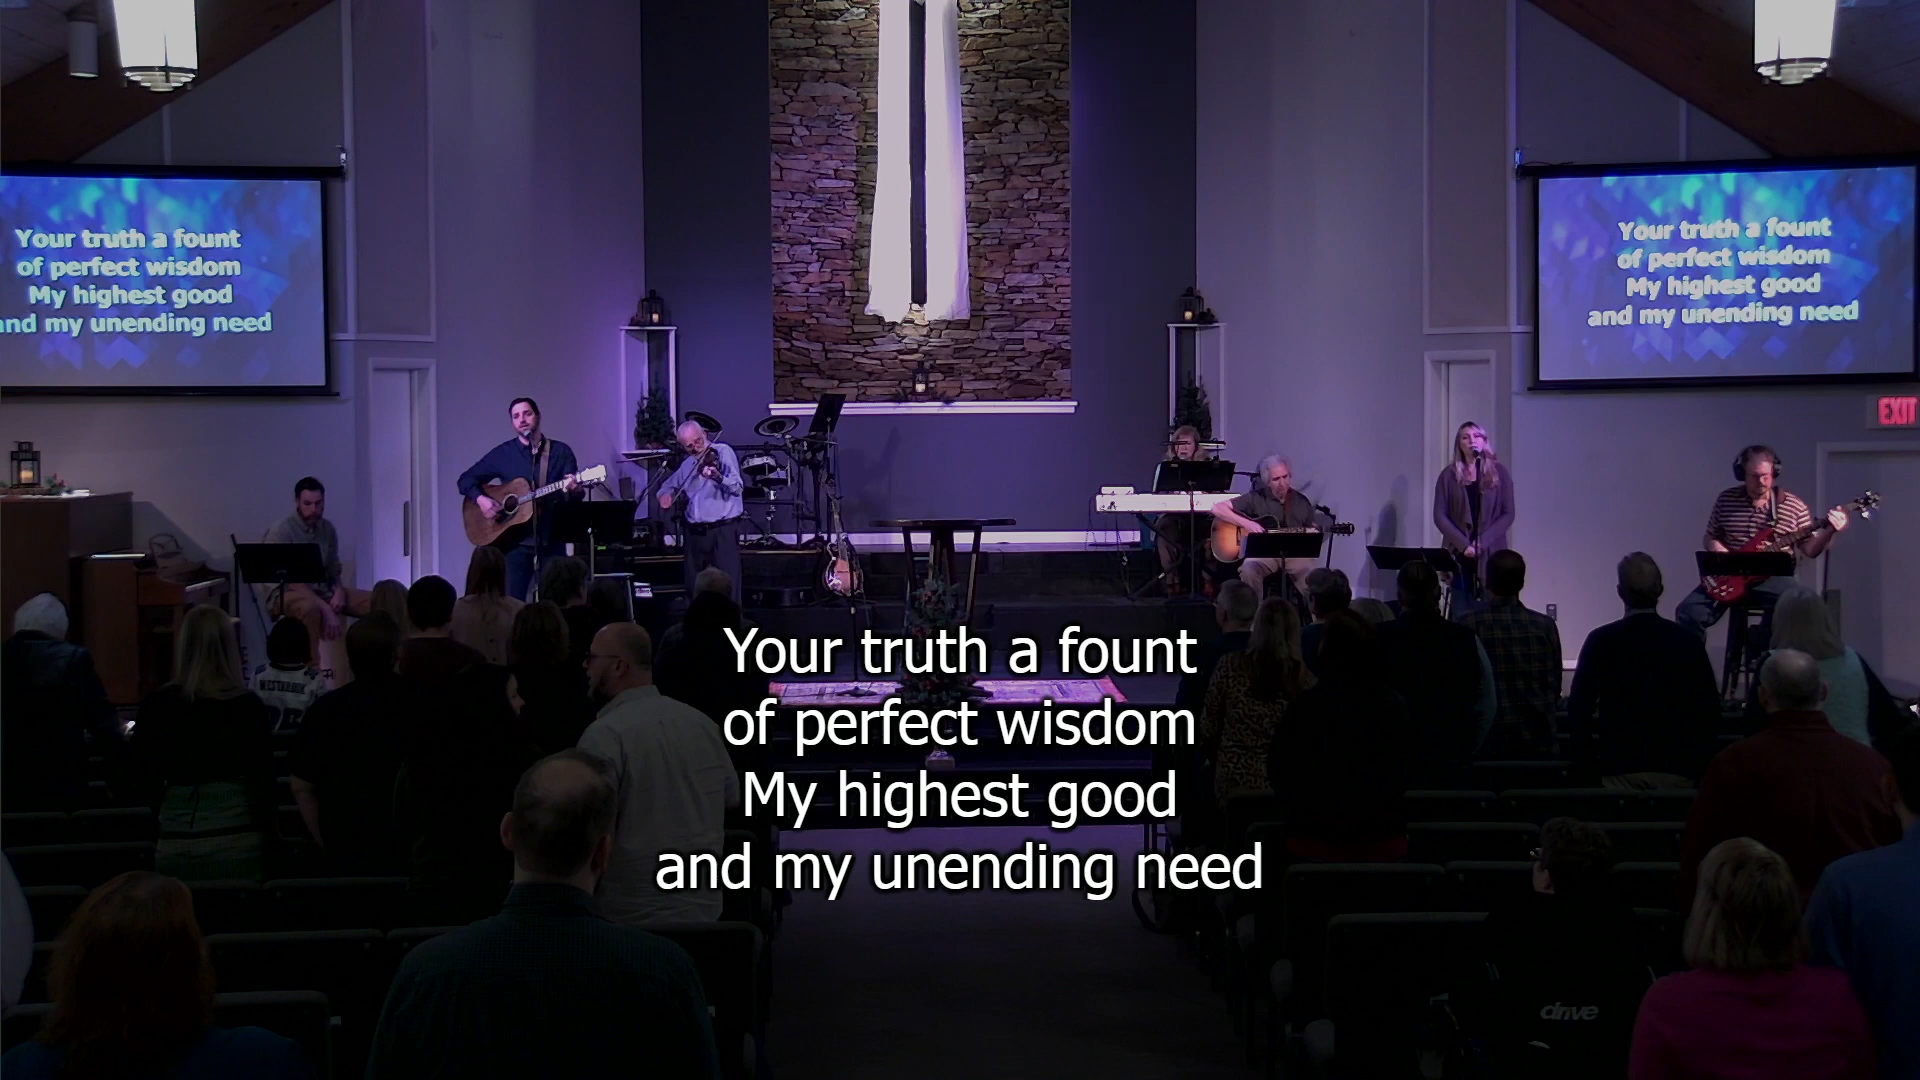 Your truth a fount
of perfect wisdom
My highest good
and my unending need
Your truth a fount
of perfect wisdom
My highest good
and my unending need
EXIT
WESTBROOK
Your truth a fount
of perfect wisdom
My highest good
and my unending need
drive